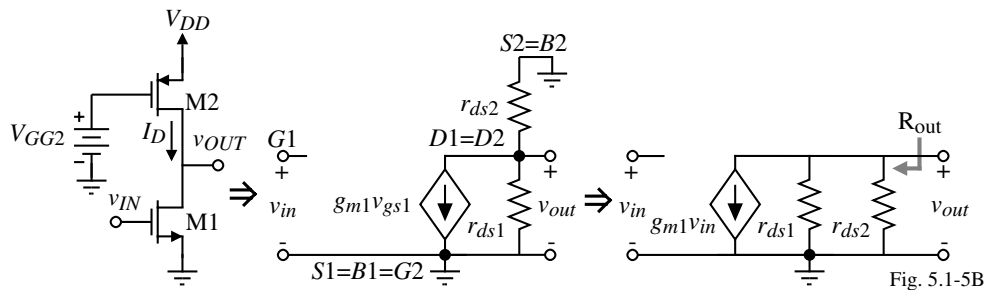 V_DD
M2
V_GG2
+
-
I_D
v_OUT
v_IN
M1
⇒
S2=B2
r_ds2
G1
D1=D2
+
v_in
-
g_m1v_gs1
r_ds1
+
v_out
-
S1=B1=G2
⇒
+
v_in
-
g_m1v_in
r_ds1
r_ds2
R_out
+
v_out
-
Fig. 5.1-5B